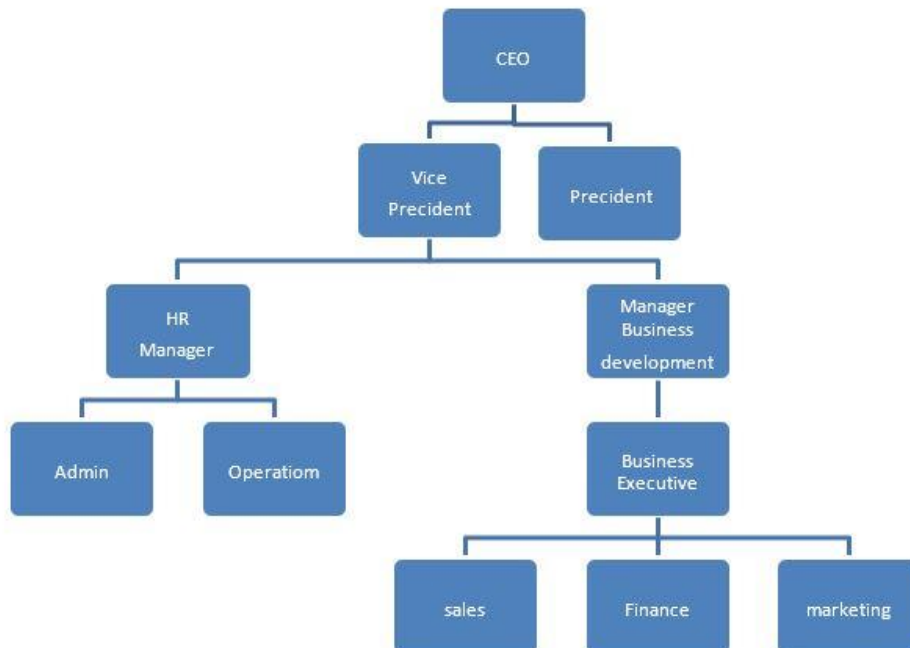 CEO
Vice
Precident
Precident
HR
Manager
Manager
Business
development
Admin
Operatiom
Business
Executive
sales
Finance
marketing